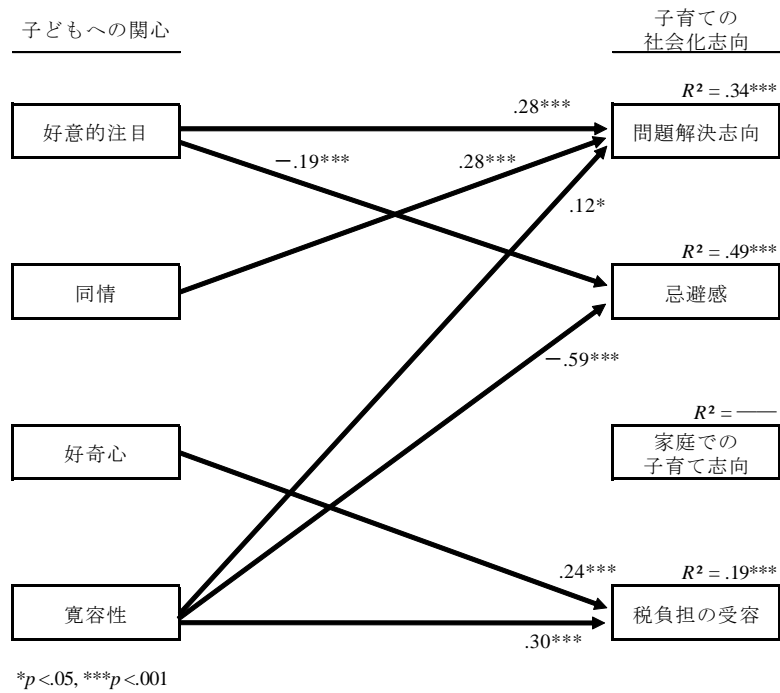 子どもへの関心
子育ての
社会化志向
R² = .34***
好意的注目
.28***
問題解決志向
－.19***
.28***
.12*
R² = .49***
同情
忌避感
－.59***
R² = ――
好奇心
家庭での
子育て志向
.24***
R² = .19***
寛容性
税負担の受容
.30***
*p <.05, ***p <.001